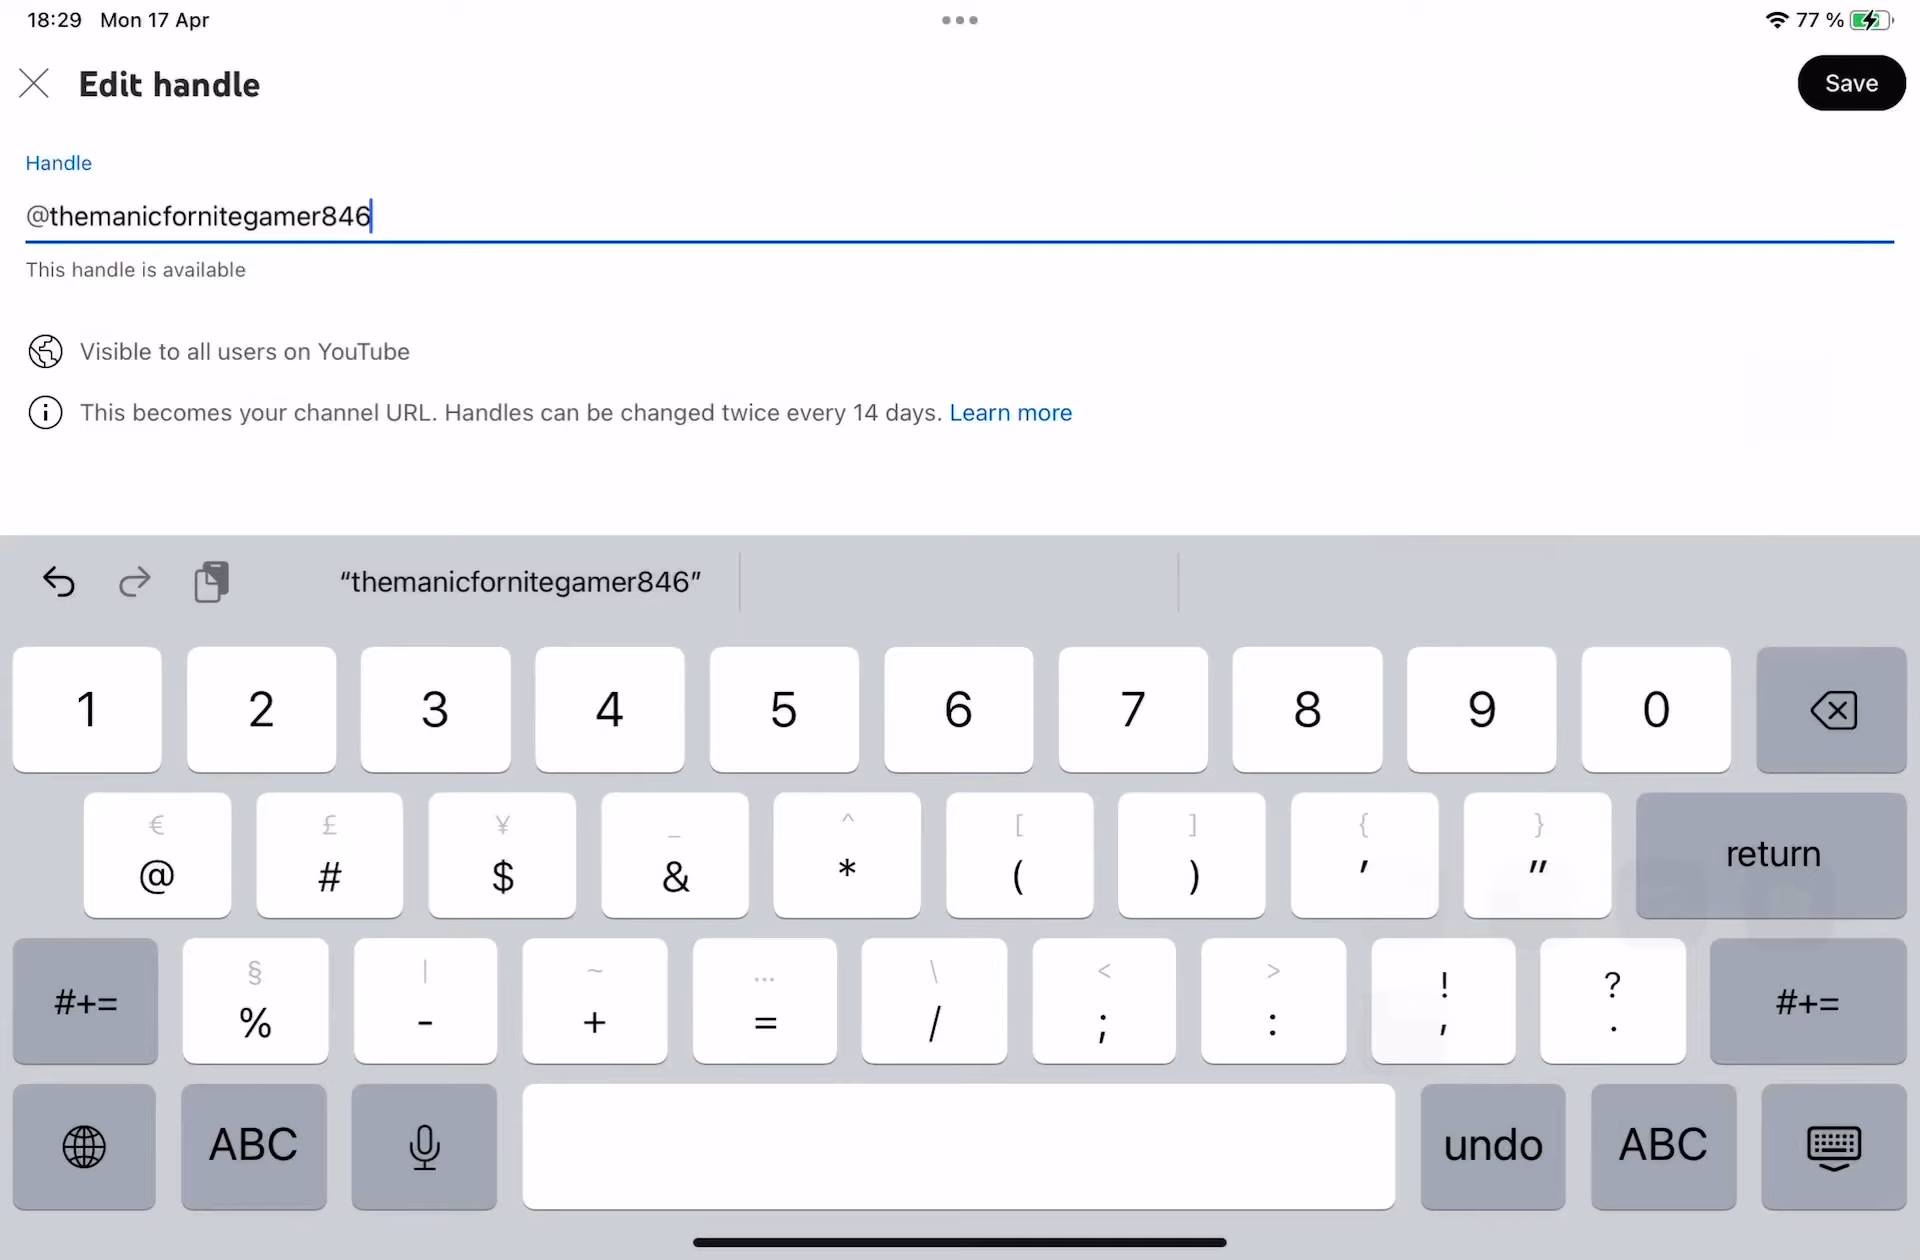 18:29 Mon 17 Apr
77 %
Edit handle
Save
Handle
@themanicfornitegamer846
This handle is available
Visible to all users on YouTube
This becomes your channel URL. Handles can be changed twice every 14 days. Learn more
“themanicfornitegamer846”
1 2 3 4 5 6 7 8 9 0
€ £ ¥ _ ^ [ ] { }
@ # $ & * ( ) ' " return
§ | ~ … \ < > ! ?
#+= % - + = / ; : , . #+=
ABC undo ABC